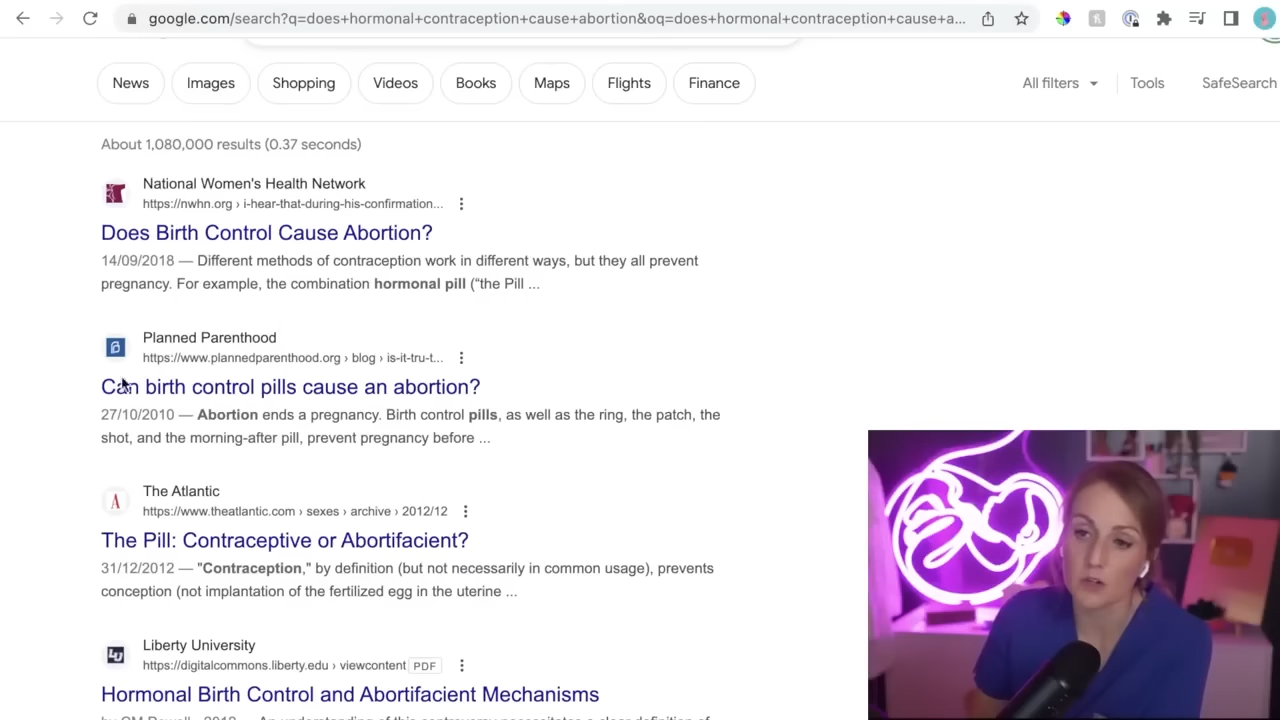 google.com/search?q=does+hormonal+contraception+cause+abortion&oq=does+hormonal+contraception+cause+a...
News Images Shopping Videos Books Maps Flights Finance All filters Tools SafeSearch
About 1,080,000 results (0.37 seconds)
National Women's Health Network
https://nwhn.org › i-hear-that-during-his-confirmation...
Does Birth Control Cause Abortion?
14/09/2018 — Different methods of contraception work in different ways, but they all prevent
pregnancy. For example, the combination hormonal pill (“the Pill ...
Planned Parenthood
https://www.plannedparenthood.org › blog › is-it-tru-t...
Can birth control pills cause an abortion?
27/10/2010 — Abortion ends a pregnancy. Birth control pills, as well as the ring, the patch, the
shot, and the morning-after pill, prevent pregnancy before ...
The Atlantic
https://www.theatlantic.com › sexes › archive › 2012/12
The Pill: Contraceptive or Abortifacient?
31/12/2012 — "Contraception," by definition (but not necessarily in common usage), prevents
conception (not implantation of the fertilized egg in the uterine ...
Liberty University
https://digitalcommons.liberty.edu › viewcontent PDF
Hormonal Birth Control and Abortifacient Mechanisms